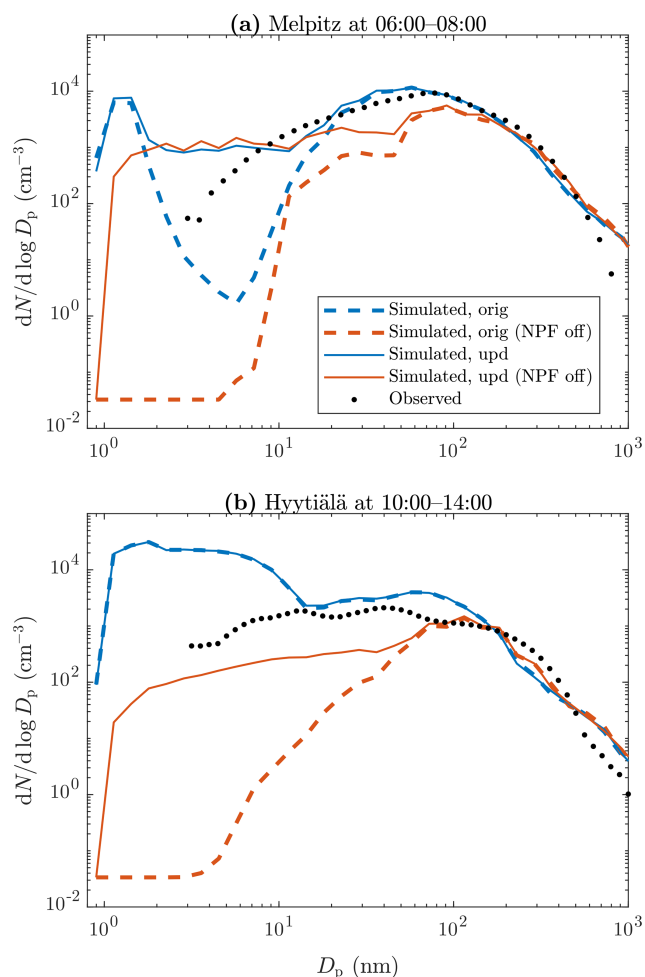 (a) Melpitz at 06:00–08:00
dN/d log Dp (cm−3)
10^4
10^2
10^0
10^-2
Simulated, orig
Simulated, orig (NPF off)
Simulated, upd
Simulated, upd (NPF off)
Observed
10^0 10^1 10^2 10^3
(b) Hyytiälä at 10:00–14:00
dN/d log Dp (cm−3)
10^4
10^2
10^0
10^-2
10^0 10^1 10^2 10^3
Dp (nm)